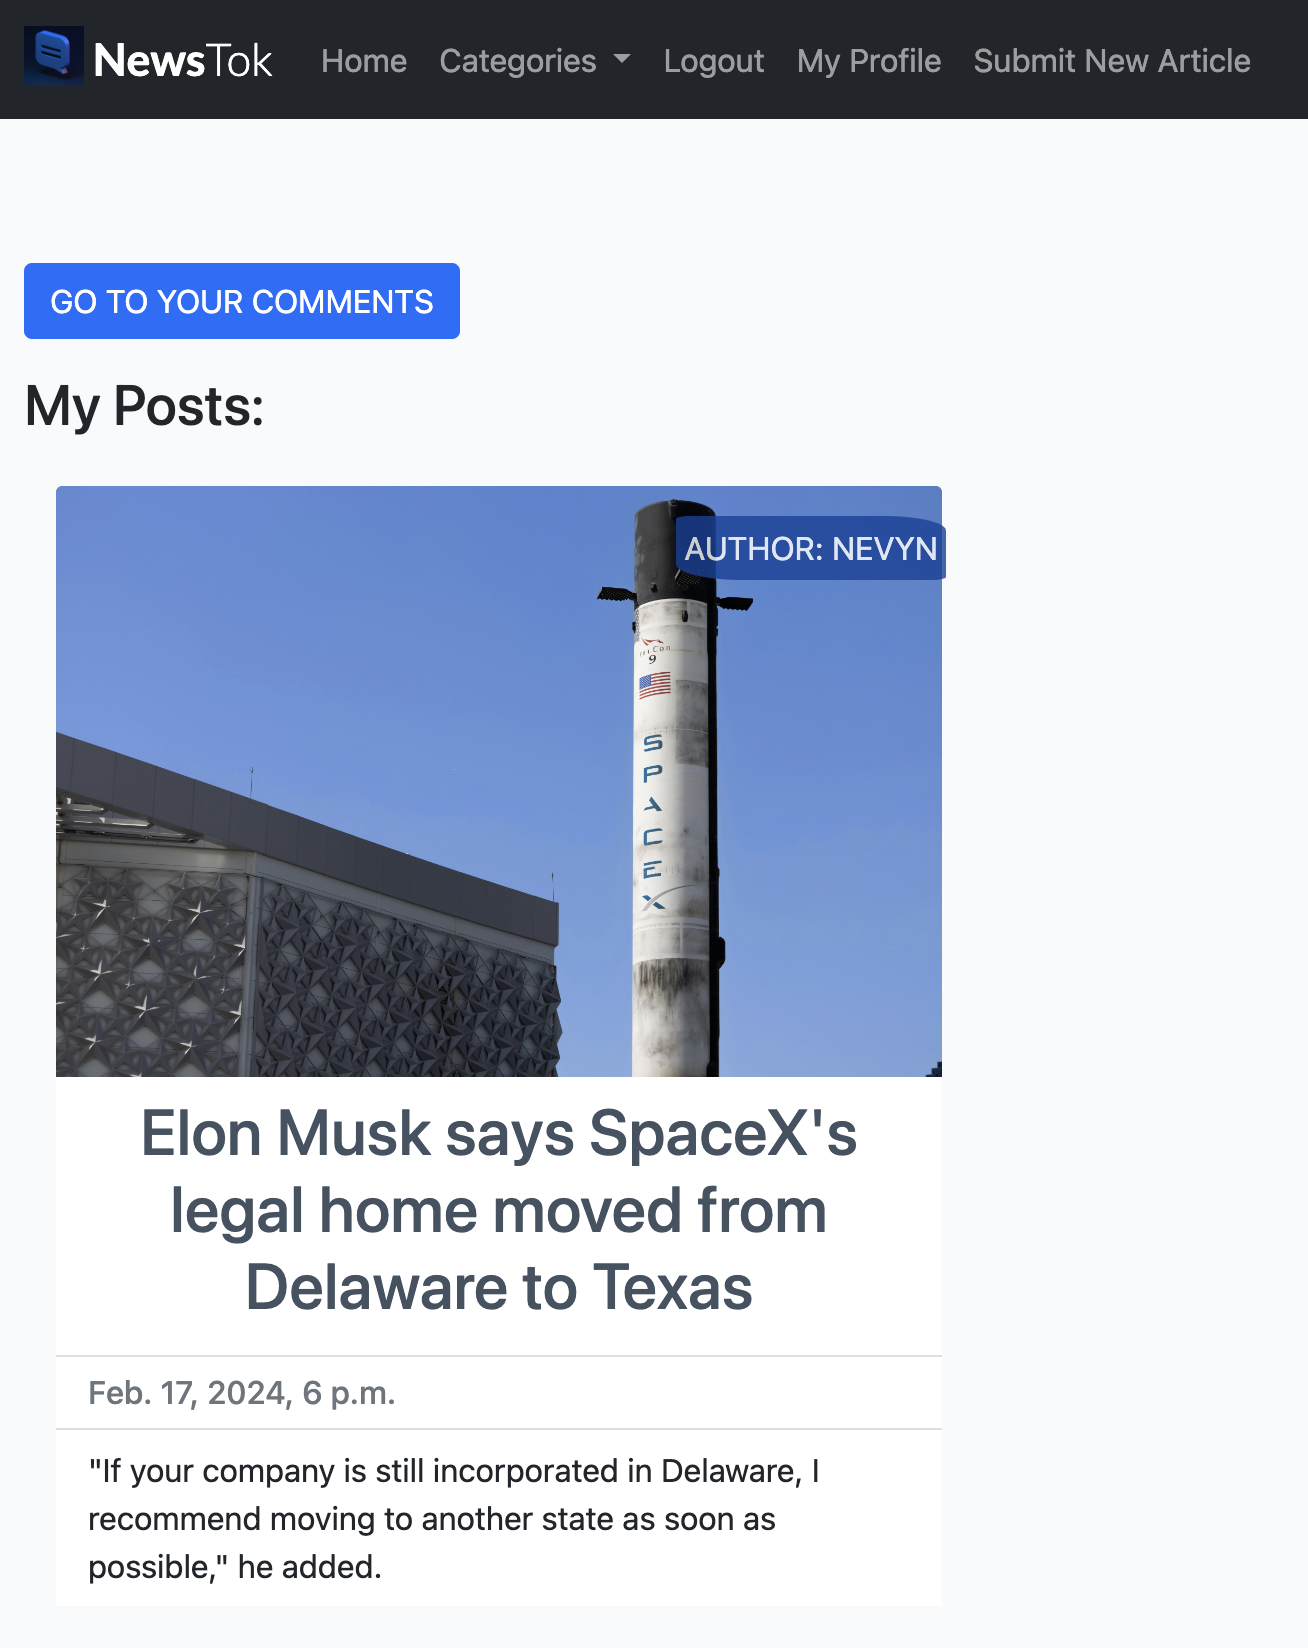 NewsTok
Home Categories Logout My Profile Submit New Article
GO TO YOUR COMMENTS
My Posts:
AUTHOR: NEVYN
9
SPACEX
Elon Musk says SpaceX's
legal home moved from
Delaware to Texas
Feb. 17, 2024, 6 p.m.
"If your company is still incorporated in Delaware, I
recommend moving to another state as soon as
possible," he added.